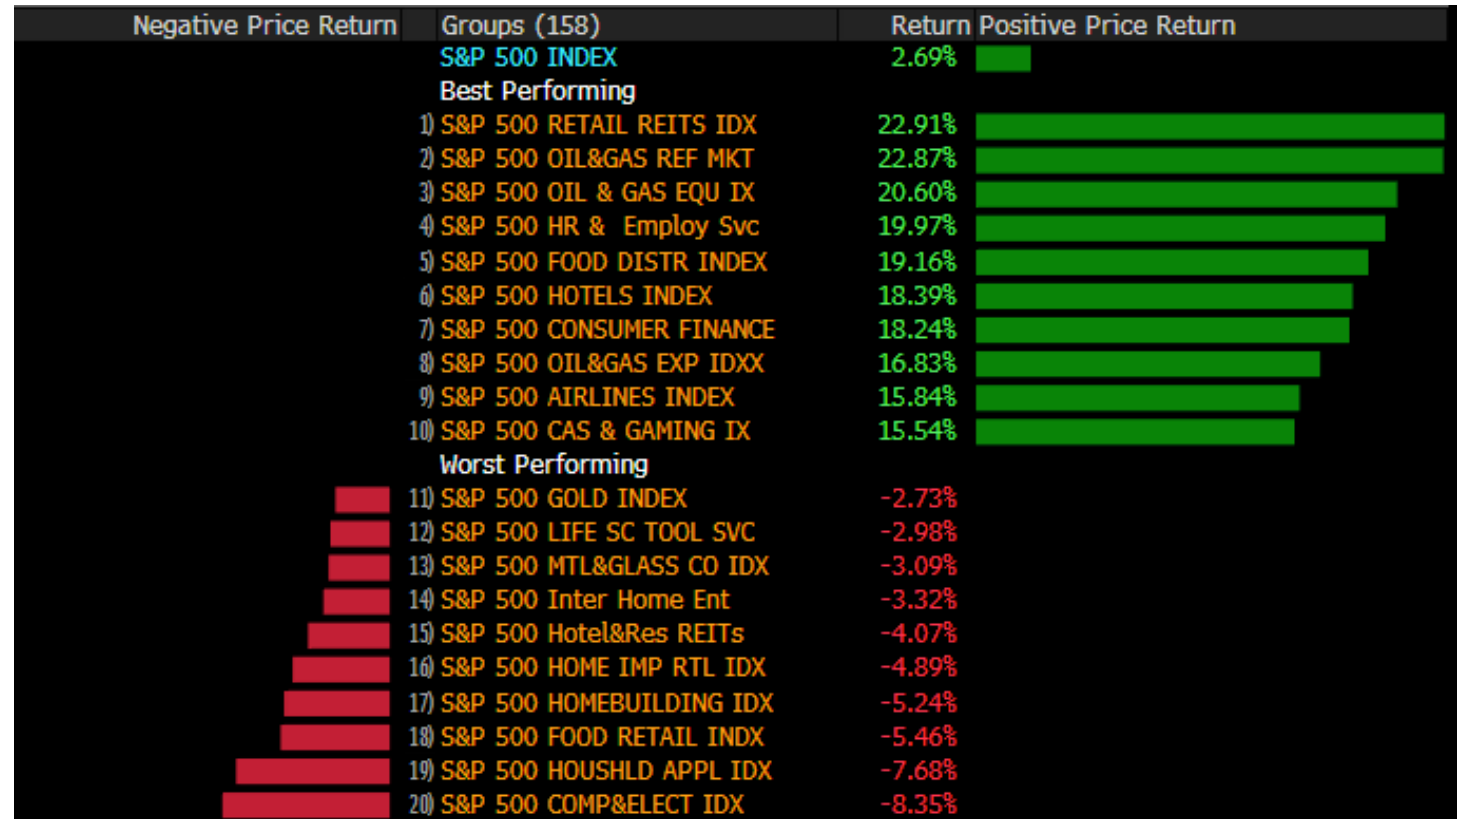 Negative Price Return Groups (158) Return Positive Price Return
S&P 500 INDEX 2.69%
Best Performing
1) S&P 500 RETAIL REITS IDX 22.91%
2) S&P 500 OIL&GAS REF MKT 22.87%
3) S&P 500 OIL & GAS EQU IX 20.60%
4) S&P 500 HR & Employ Svc 19.97%
5) S&P 500 FOOD DISTR INDEX 19.16%
6) S&P 500 HOTELS INDEX 18.39%
7) S&P 500 CONSUMER FINANCE 18.24%
8) S&P 500 OIL&GAS EXP IDXX 16.83%
9) S&P 500 AIRLINES INDEX 15.84%
10) S&P 500 CAS & GAMING IX 15.54%
Worst Performing
11) S&P 500 GOLD INDEX -2.73%
12) S&P 500 LIFE SC TOOL SVC -2.98%
13) S&P 500 MTL&GLASS CO IDX -3.09%
14) S&P 500 Inter Home Ent -3.32%
15) S&P 500 Hotel&Res REITs -4.07%
16) S&P 500 HOME IMP RTL IDX -4.89%
17) S&P 500 HOMEBUILDING IDX -5.24%
18) S&P 500 FOOD RETAIL INDX -5.46%
19) S&P 500 HOUSHLD APPL IDX -7.68%
20) S&P 500 COMP&ELECT IDX -8.35%